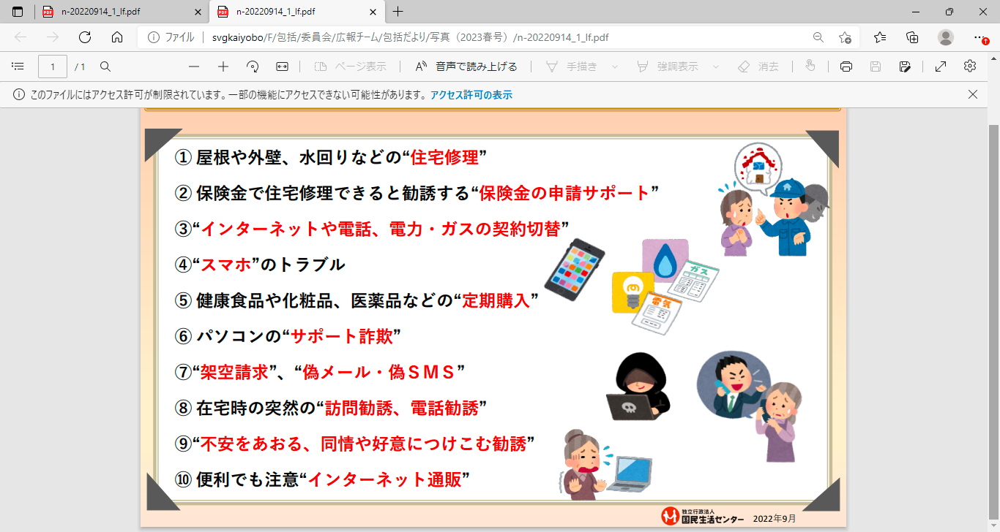 n-20220914_1_lf.pdf
n-20220914_1_lf.pdf
ファイル
svgkaiyobo/F/包括/委員会/広報チーム/包括だより/写真（2023春号）/n-20220914_1_lf.pdf
1 / 1
ページ表示
音声で読み上げる
手描き
強調表示
消去
このファイルにはアクセス許可が制限されています。一部の機能にアクセスできない可能性があります。 アクセス許可の表示
① 屋根や外壁、水回りなどの“住宅修理”
② 保険金で住宅修理できると勧誘する“保険金の申請サポート”
③“インターネットや電話、電力・ガスの契約切替”
④“スマホ”のトラブル
ガス
⑤ 健康食品や化粧品、医薬品などの“定期購入”
電気
⑥ パソコンの“サポート詐欺”
⑦“架空請求”、“偽メール・偽ＳＭＳ”
⑧ 在宅時の突然の“訪問勧誘、電話勧誘”
⑨“不安をあおる、同情や好意につけこむ勧誘”
⑩ 便利でも注意“インターネット通販”
独立行政法人
国民生活センター
2022年9月